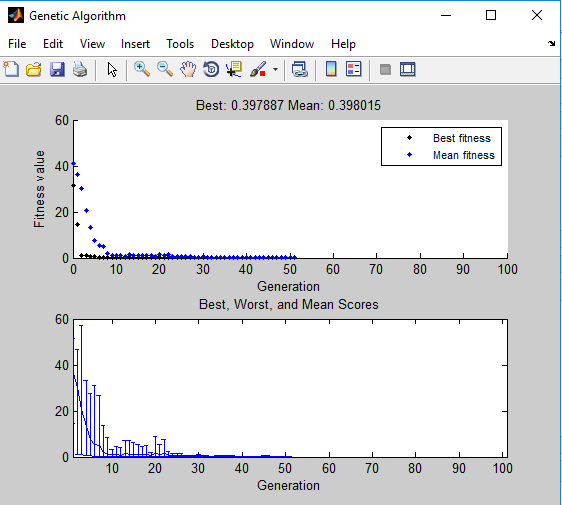 Genetic Algorithm
File Edit View Insert Tools Desktop Window Help
Best: 0.397887 Mean: 0.398015
60
40
20
0
Fitness value
Best fitness
Mean fitness
0 10 20 30 40 50 60 70 80 90 100
Generation
Best, Worst, and Mean Scores
60
40
20
0
10 20 30 40 50 60 70 80 90 100
Generation